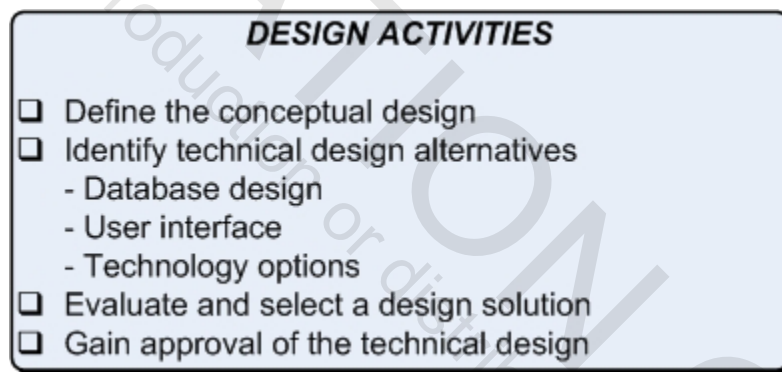 DESIGN ACTIVITIES
❑ Define the conceptual design
❑ Identify technical design alternatives
- Database design
- User interface
- Technology options
❑ Evaluate and select a design solution
❑ Gain approval of the technical design